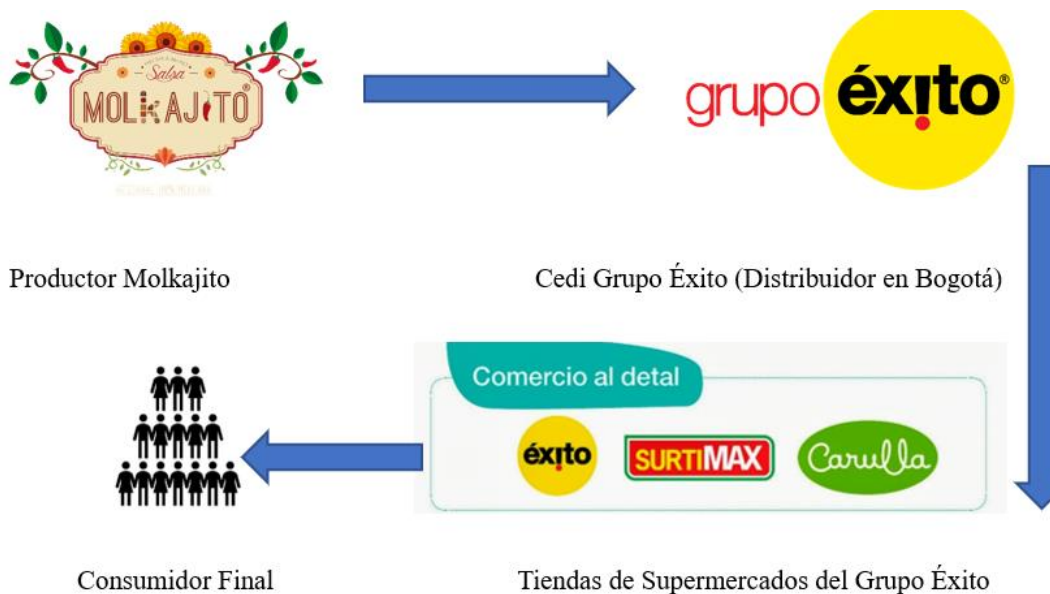 Salsa
MOLKAJITO®
grupo éxito®
Productor Molkajito
Cedi Grupo Éxito (Distribuidor en Bogotá)
Comercio al detal
éxito
SURTIMAX
Carulla
Consumidor Final
Tiendas de Supermercados del Grupo Éxito